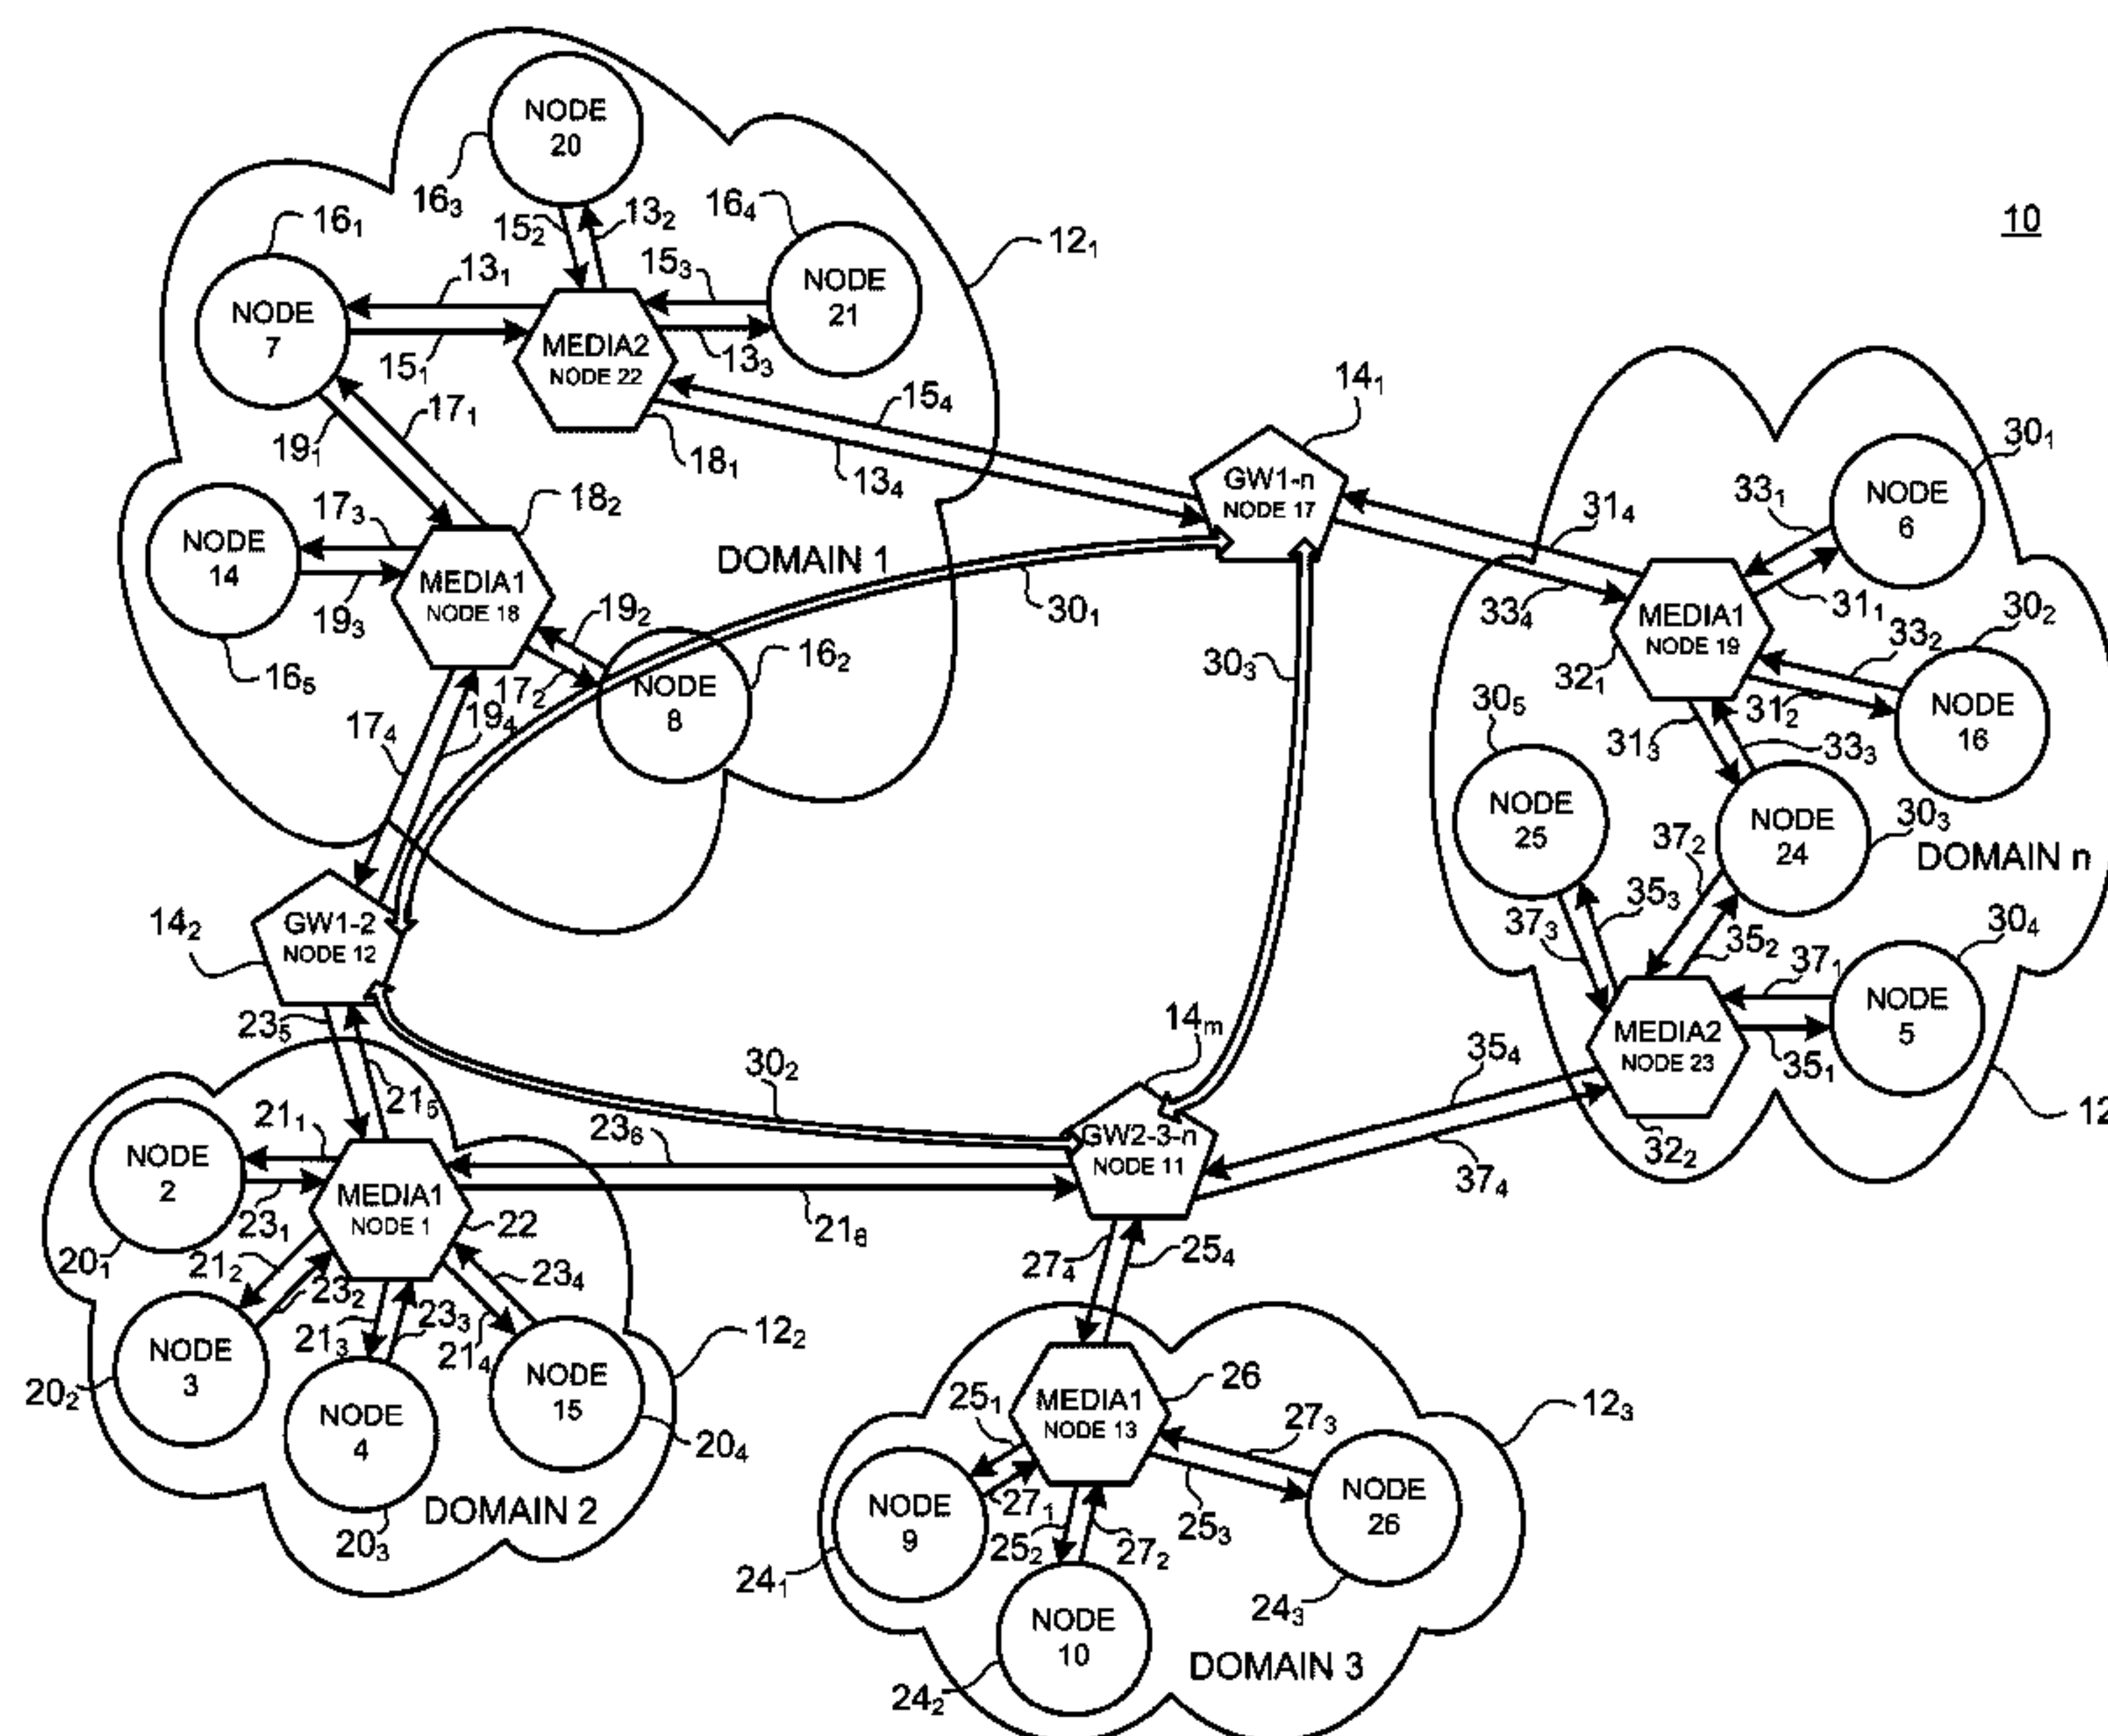 10
NODE
20
16₃
15₂
13₂
16₄
NODE
21
16₁
NODE
7
13₁
15₁
15₃
13₃
12₁
MEDIA2
NODE 22
18₁
15₄
13₄
17₁
19₁
18₂
NODE
14
16₅
17₃
19₃
MEDIA1
NODE 18
DOMAIN 1
19₂
17₂
NODE
8
16₂
17₄
19₄
30₁
14₁
GW1-n
NODE 17
30₃
31₄
33₄
MEDIA1
NODE 19
32₁
33₁
31₁
NODE
6
30₁
33₂
31₂
NODE
16
30₂
31₃
33₃
NODE
24
30₃
DOMAIN n
30₅
NODE
25
37₂
35₂
37₃
35₃
MEDIA2
NODE 23
32₂
37₁
35₁
NODE
5
30₄
12
35₄
37₄
14₂
GW1-2
NODE 12
23₅
21₅
30₂
14ₘ
GW2-3-n
NODE 11
23₆
21₆
NODE
2
20₁
21₁
23₁
MEDIA1
NODE 1
22
21₂
23₂
NODE
3
20₂
21₃
23₃
NODE
4
20₃
21₄
23₄
NODE
15
20₄
12₂
DOMAIN 2
27₄
25₄
MEDIA1
NODE 13
26
12₃
25₁
27₁
NODE
9
24₁
25₂
27₂
NODE
10
24₂
27₃
25₃
NODE
26
24₃
DOMAIN 3